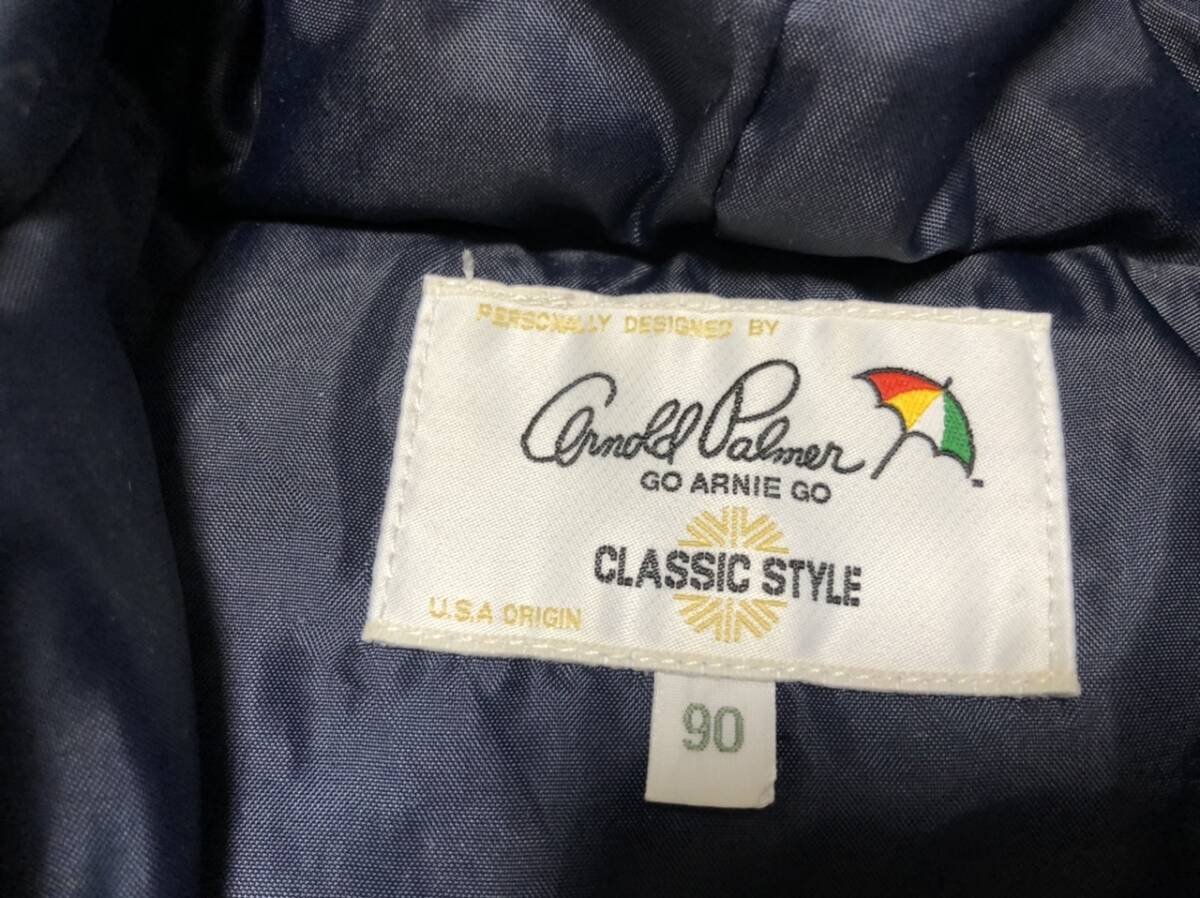 PERSONALLY DESIGNED BY
Arnold Palmer
GO ARNIE GO
CLASSIC STYLE
U.S.A ORIGIN
90